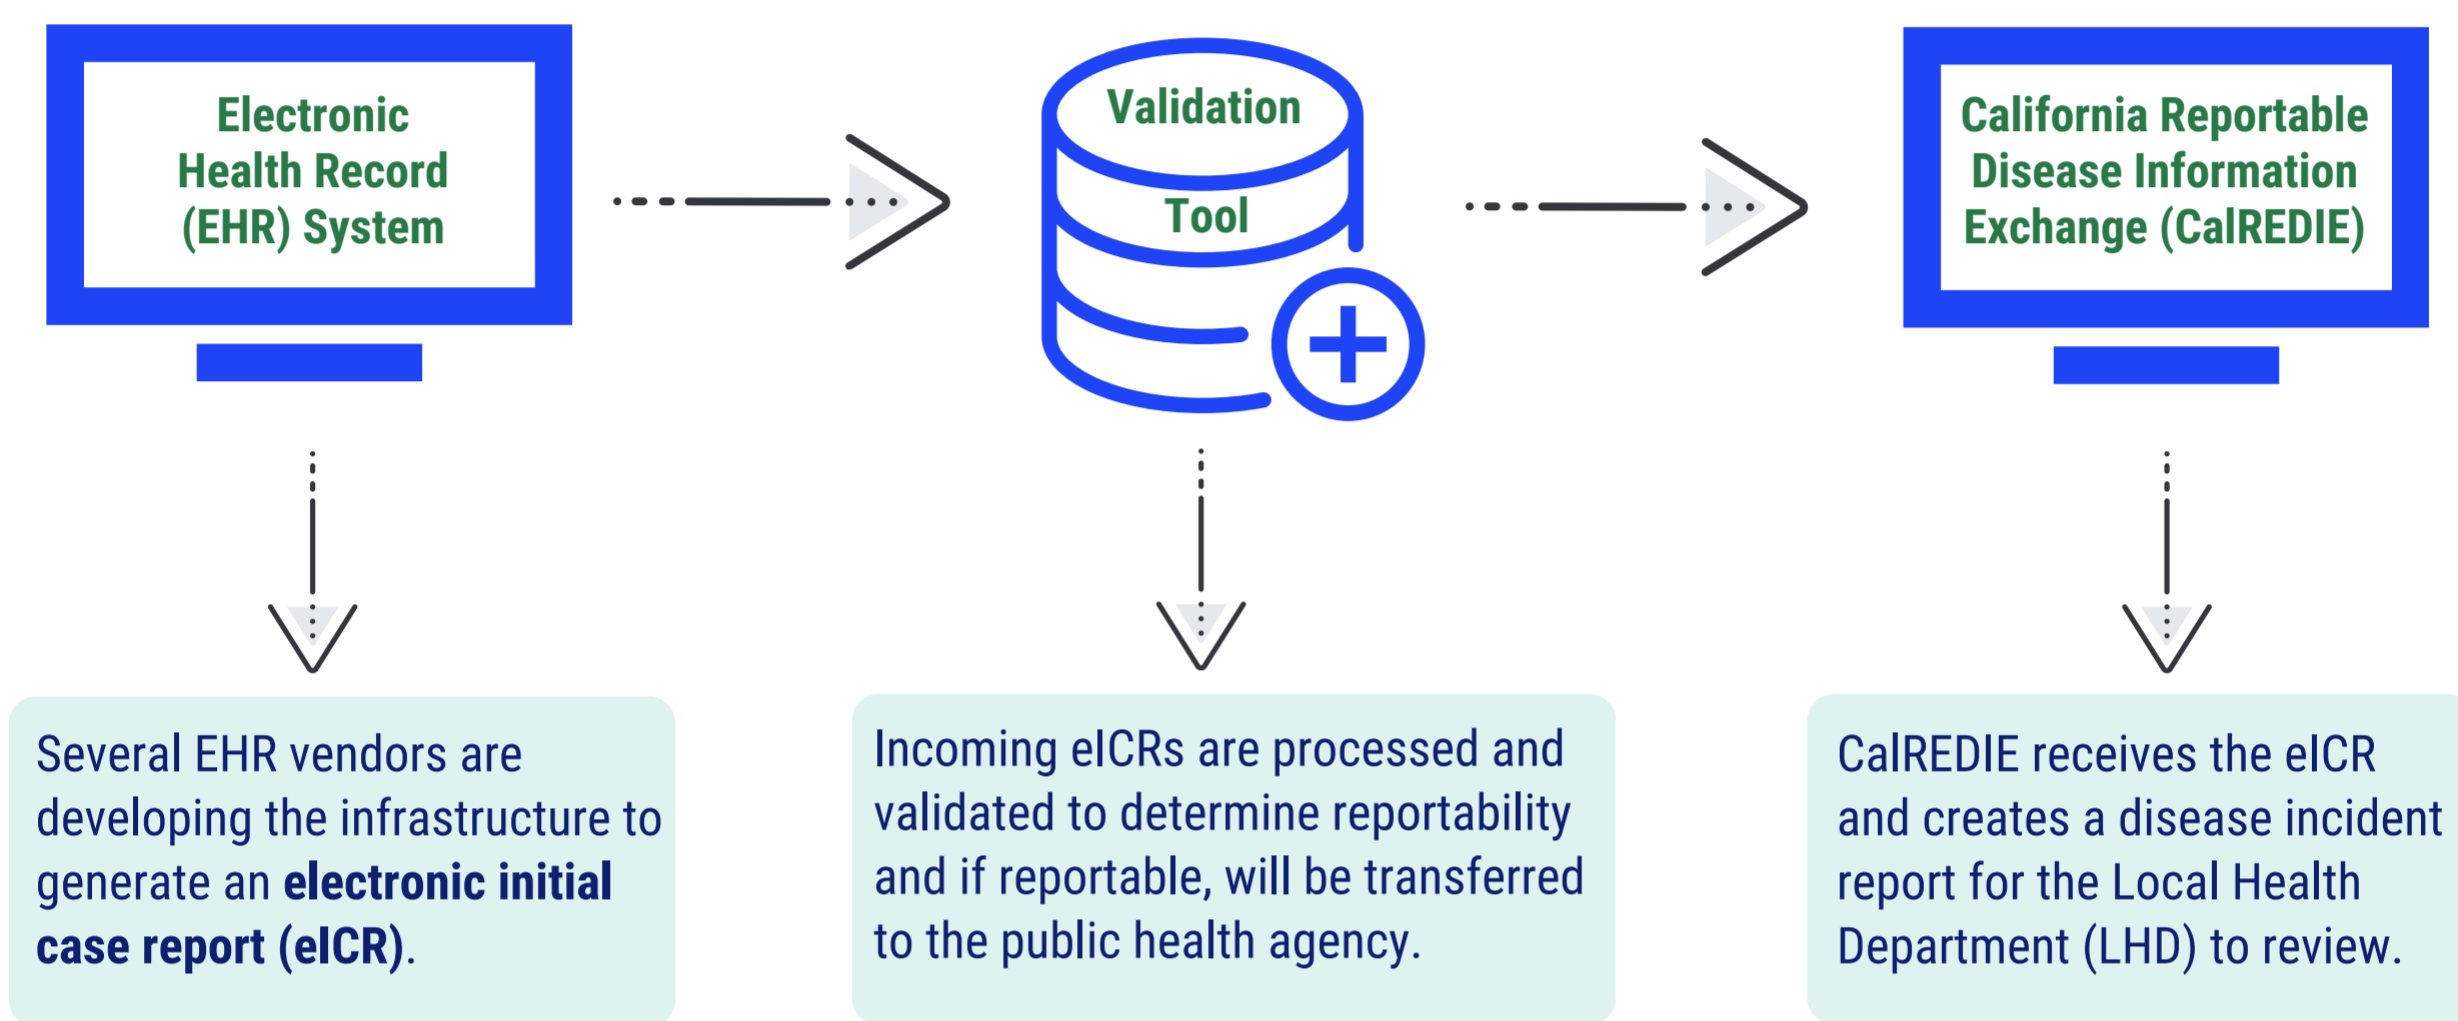 Electronic
Health Record
(EHR) System
Validation
Tool
California Reportable
Disease Information
Exchange (CalREDIE)
Several EHR vendors are
developing the infrastructure to
generate an electronic initial
case report (eICR).
Incoming eICRs are processed and
validated to determine reportability
and if reportable, will be transferred
to the public health agency.
CalREDIE receives the eICR
and creates a disease incident
report for the Local Health
Department (LHD) to review.